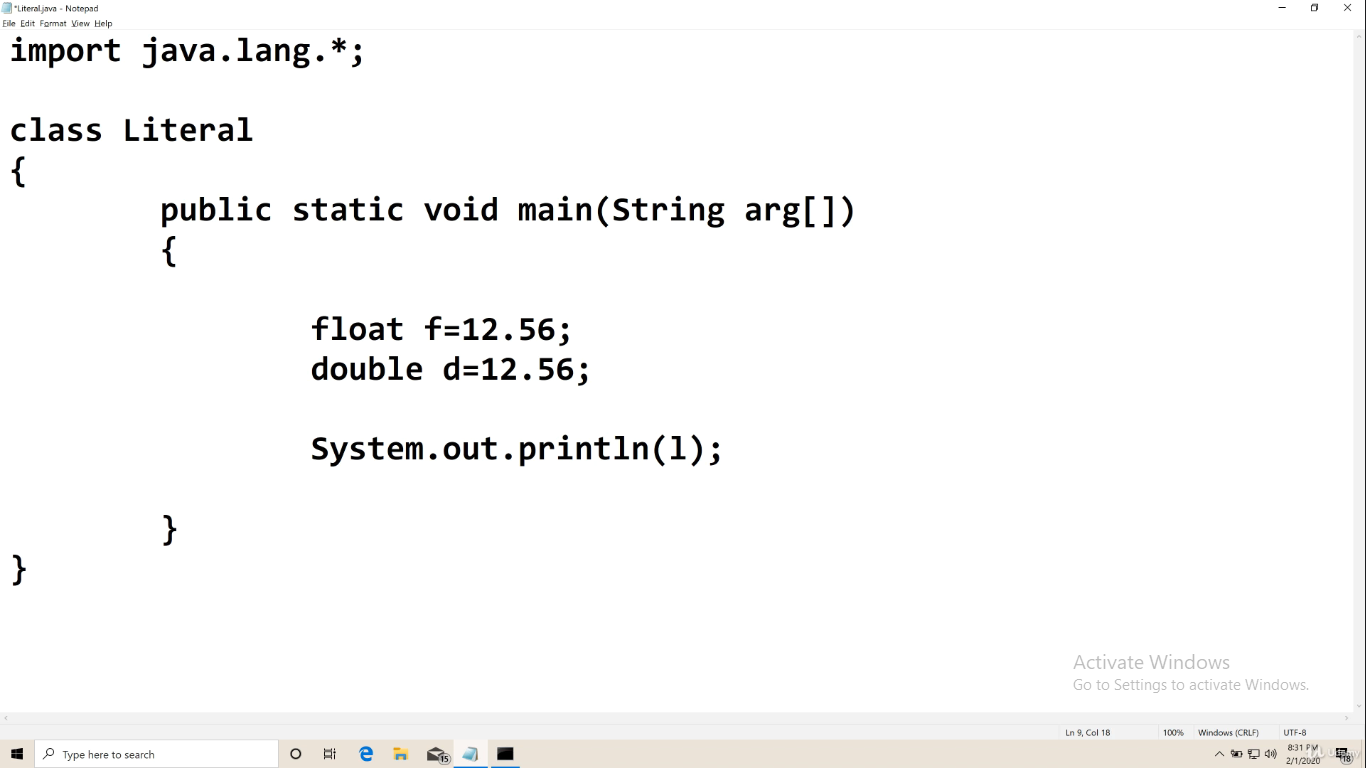 *Literal.java - Notepad
File Edit Format View Help
import java.lang.*;
class Literal
{
public static void main(String arg[])
{
float f=12.56;
double d=12.56;
System.out.println(l);
}
}
Activate Windows
Go to Settings to activate Windows.
Ln 9, Col 18 100% Windows (CRLF) UTF-8
Type here to search
15
8:31 PM
2/1/2020
18